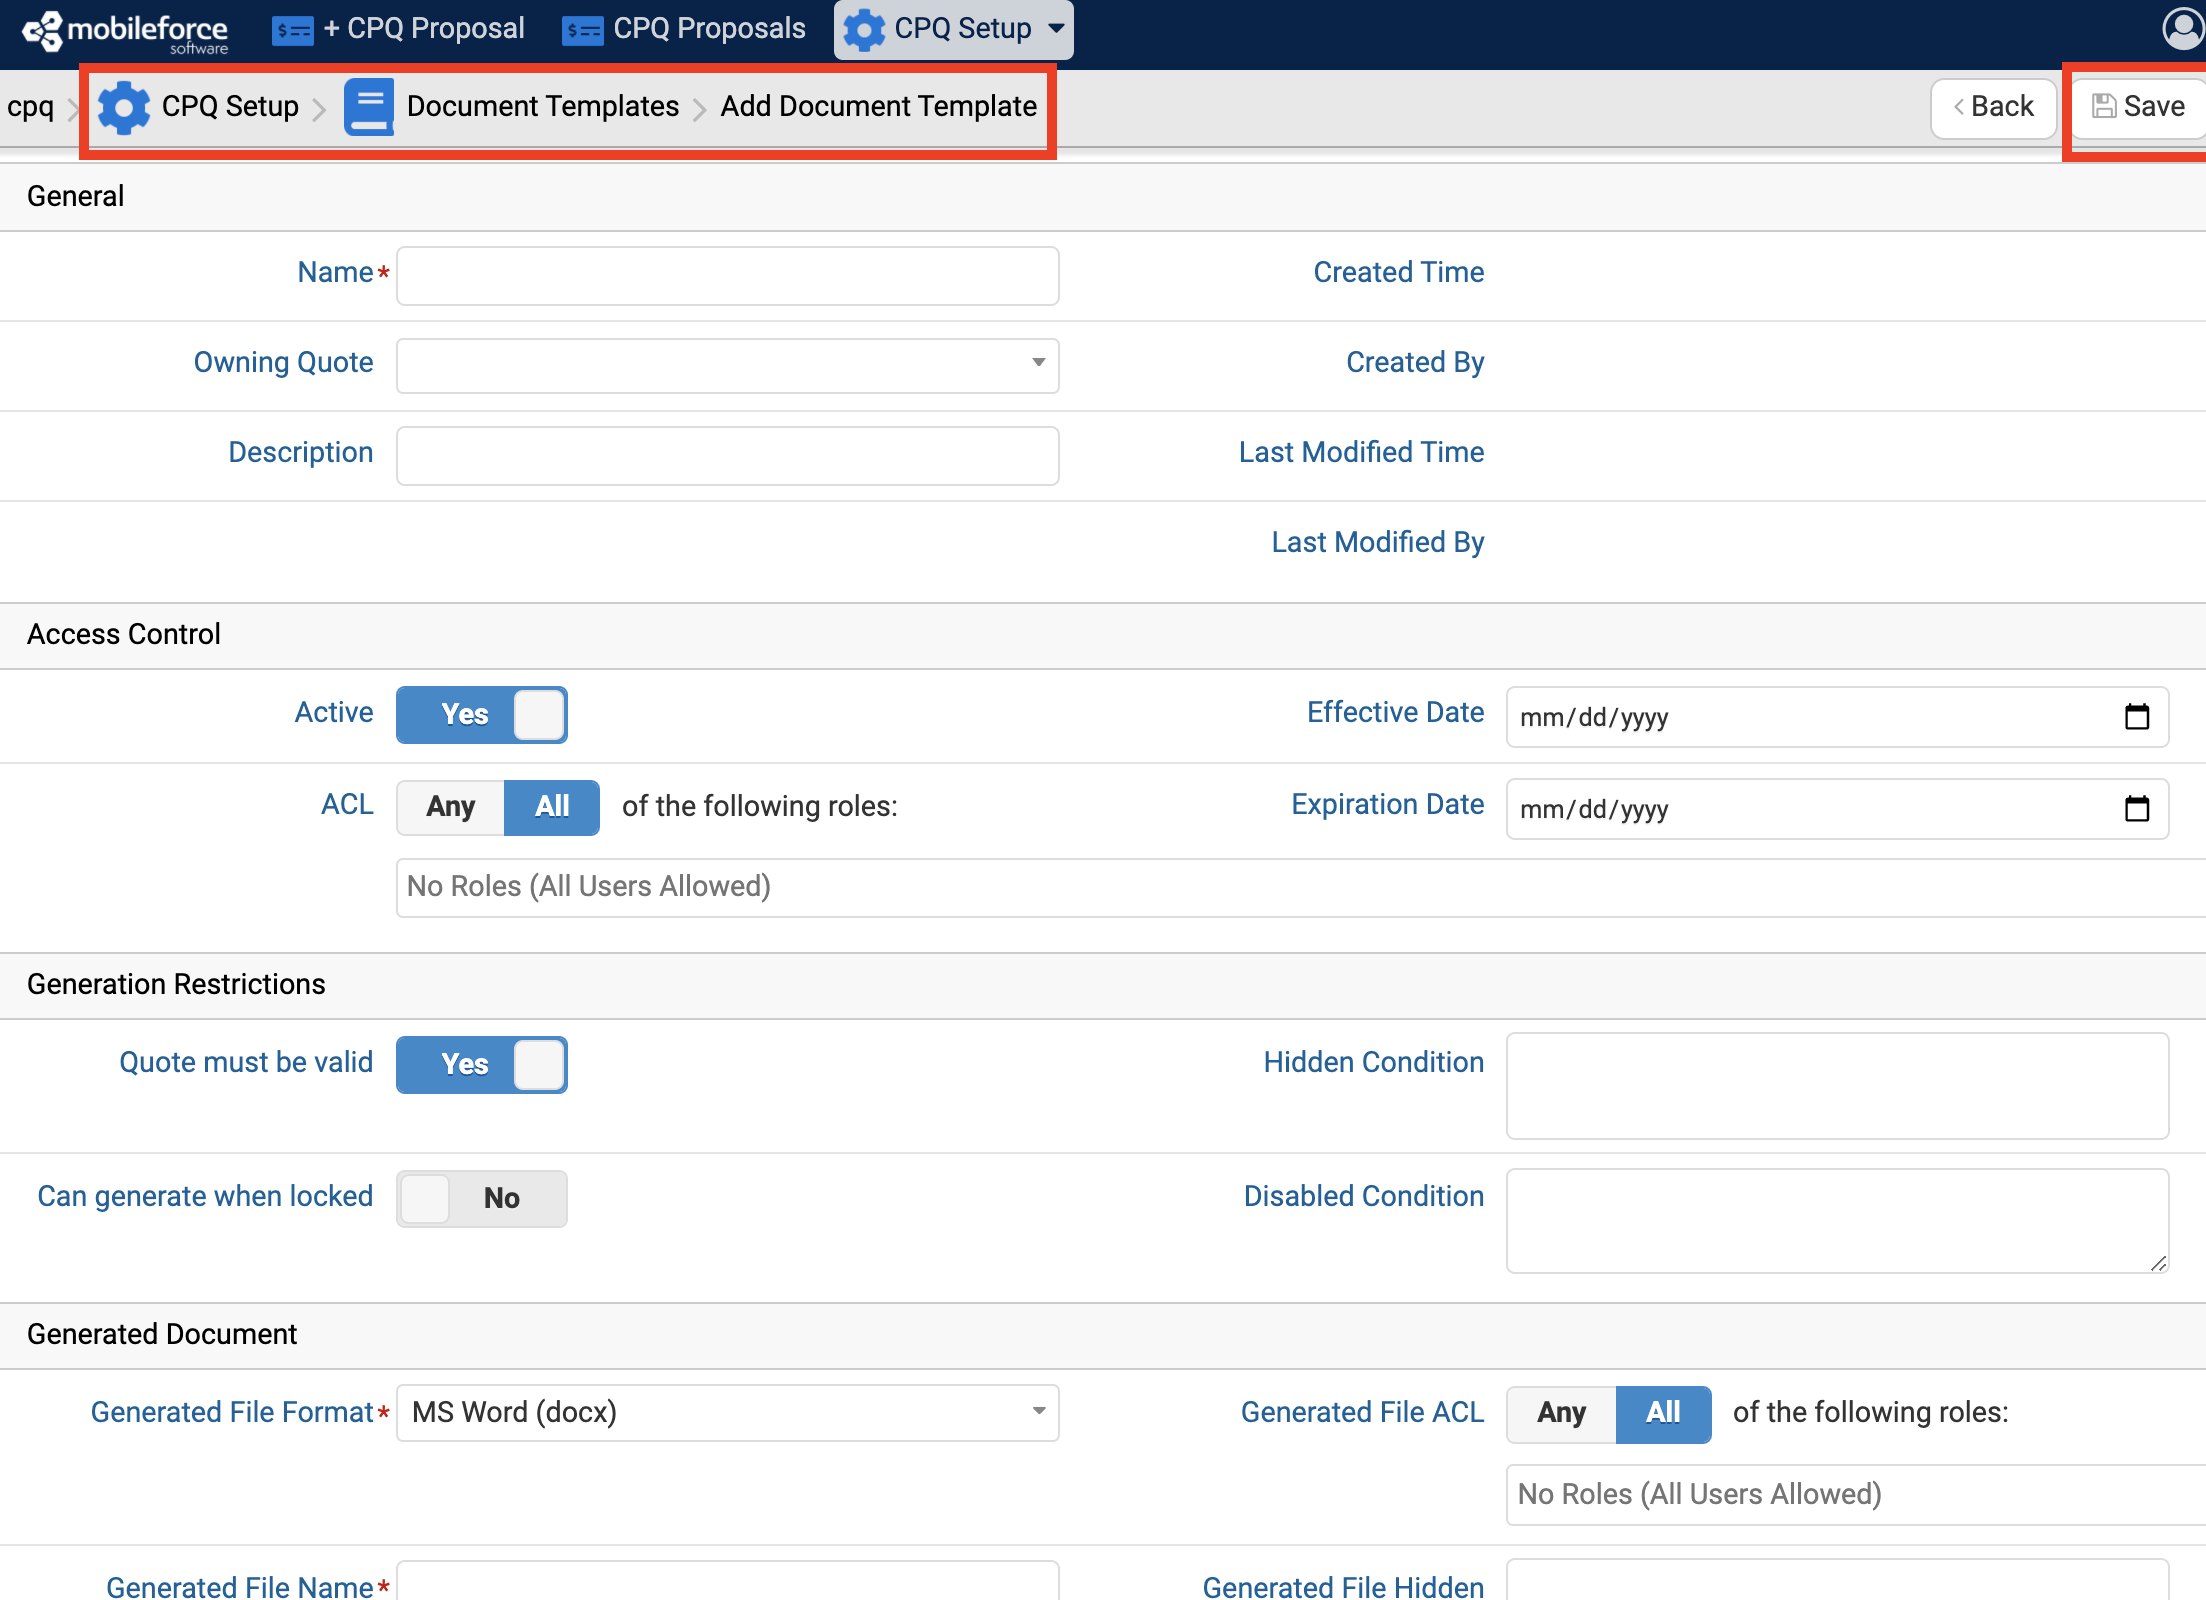 mobileforce software + CPQ Proposal CPQ Proposals CPQ Setup
cpq CPQ Setup Document Templates Add Document Template Back Save
General
Name* Created Time
Owning Quote Created By
Description Last Modified Time
Last Modified By
Access Control
Active Yes Effective Date mm/dd/yyyy
ACL Any All of the following roles: Expiration Date mm/dd/yyyy
No Roles (All Users Allowed)
Generation Restrictions
Quote must be valid Yes Hidden Condition
Can generate when locked No Disabled Condition
Generated Document
Generated File Format* MS Word (docx) Generated File ACL Any All of the following roles:
No Roles (All Users Allowed)
Generated File Name* Generated File Hidden